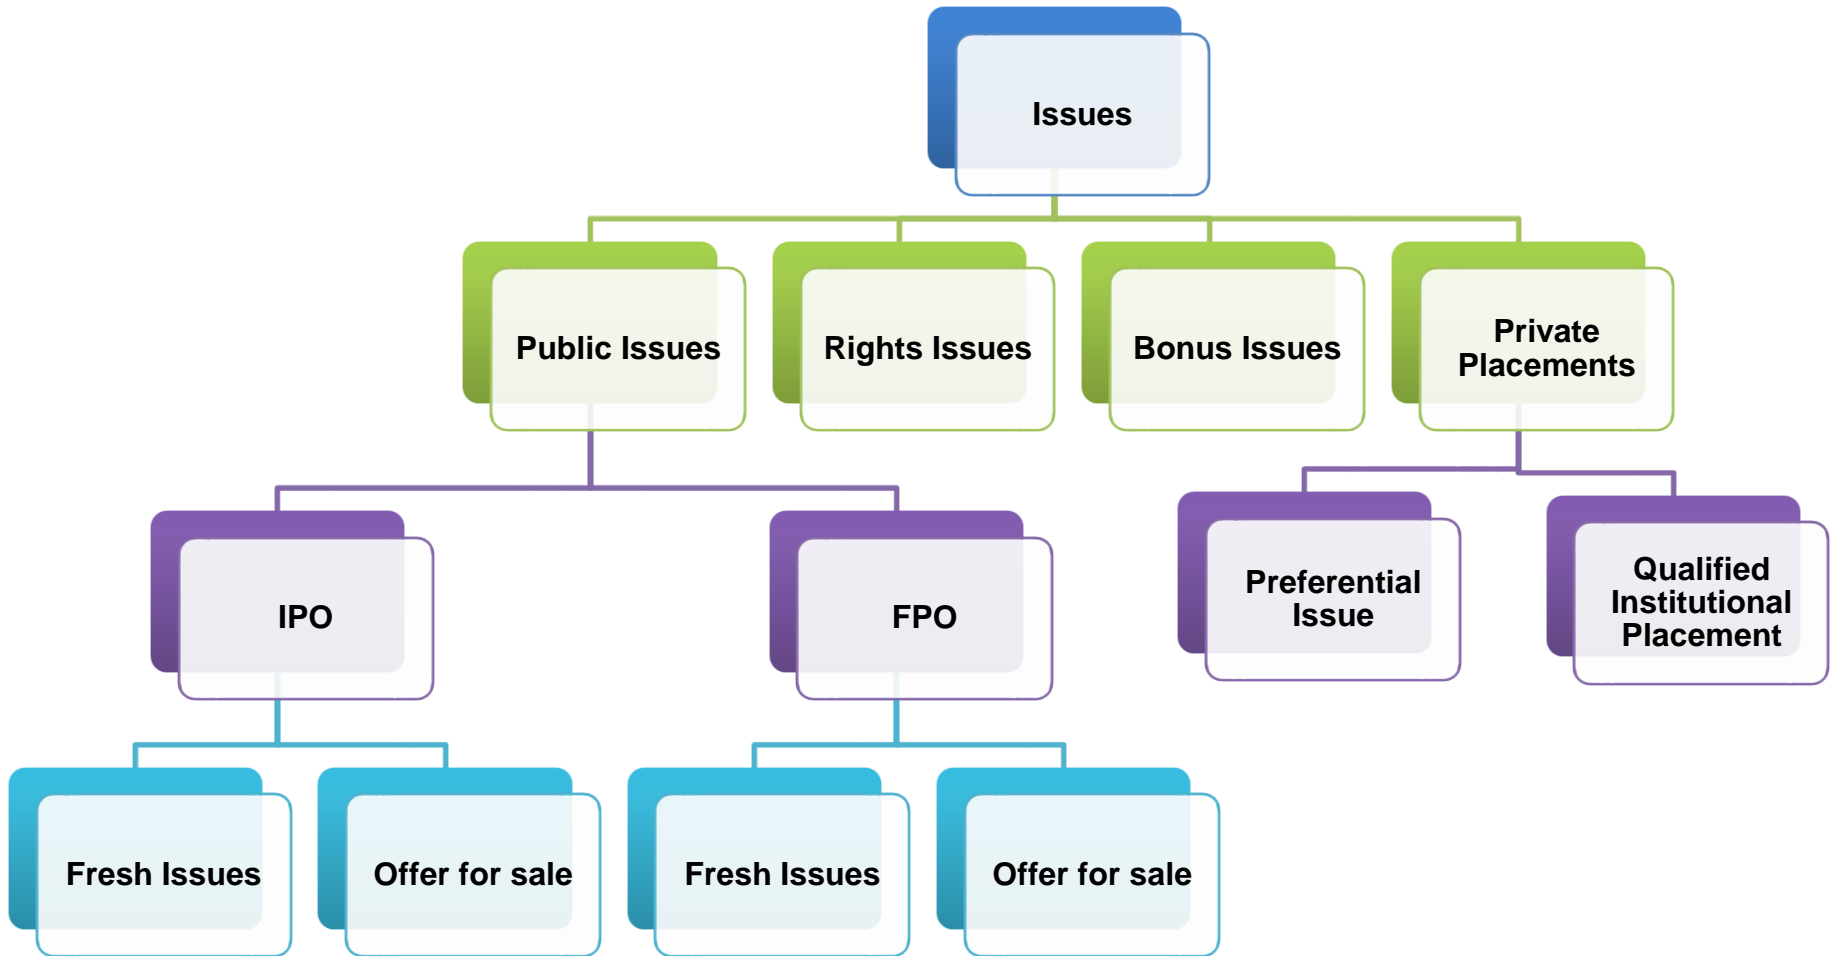 Issues
Public Issues
Rights Issues
Bonus Issues
Private
Placements
IPO
FPO
Preferential
Issue
Qualified
Institutional
Placement
Fresh Issues
Offer for sale
Fresh Issues
Offer for sale